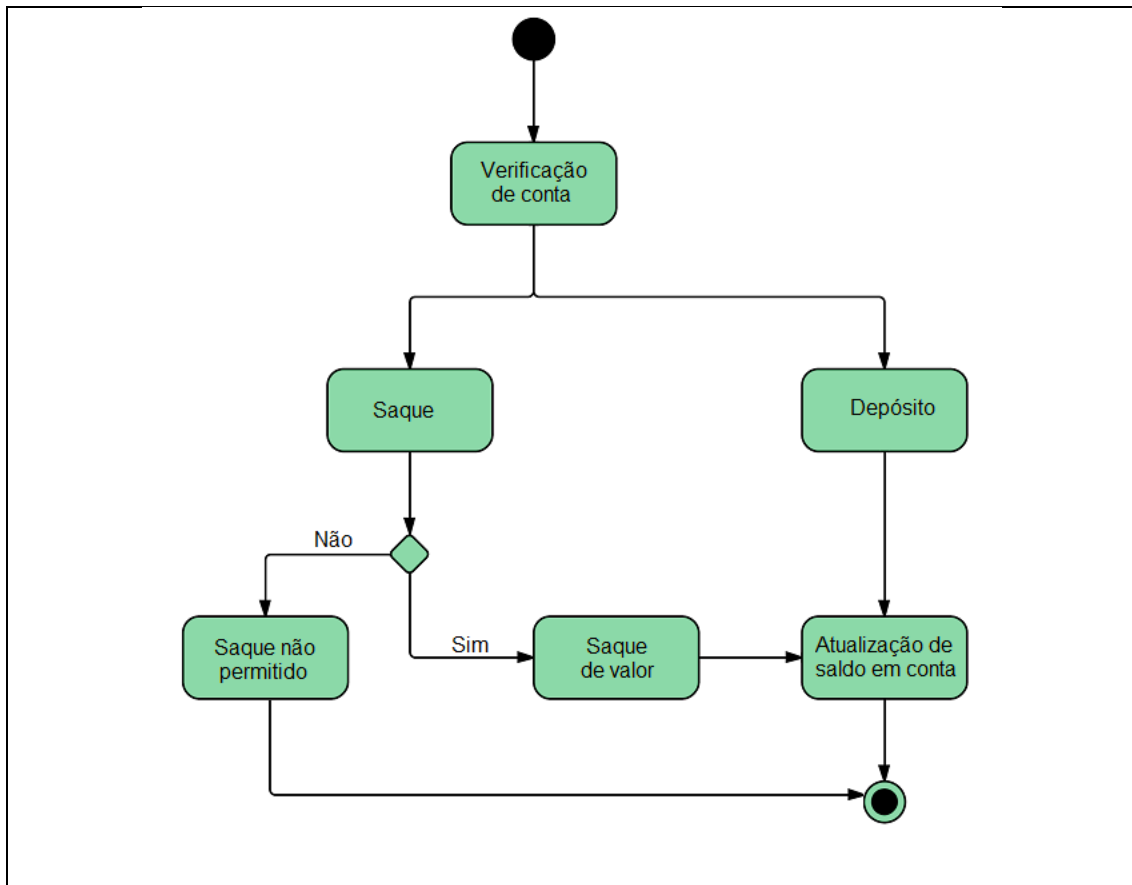 Verificação
de conta
Saque
Depósito
Não
Sim
Saque não
permitido
Saque
de valor
Atualização de
saldo em conta